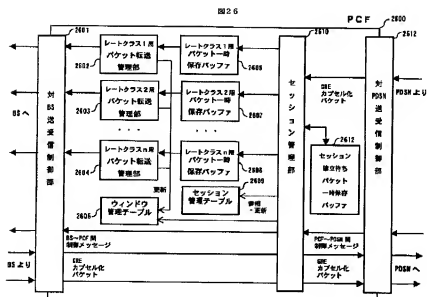 図26
PCF
2600
2601
2610
2612
レートクラス1用
パケット転送
管理部
2602
レートクラス1用
パケット一時
保存バッファ
2606
レートクラス2用
パケット転送
管理部
2603
レートクラス2用
パケット一時
保存バッファ
2607
・・・
・・・
レートクラスn用
パケット転送
管理部
2604
レートクラスn用
パケット一時
保存バッファ
2608
更新
ウィンドウ
管理テーブル
2605
セッション
管理テーブル
2609
参照
・更新
対BS送受信制御部
セッション管理部
対PDSN送受信制御部
GRE
カプセル化
パケット
2612
セッション
確立待ち
パケット
一時保存
バッファ
BSへ
BSより
PDSNより
PDSNへ
BS-PCF間
制御メッセージ
GRE
カプセル化
パケット
PCF-PDSN間
制御メッセージ
GRE
カプセル化
パケット